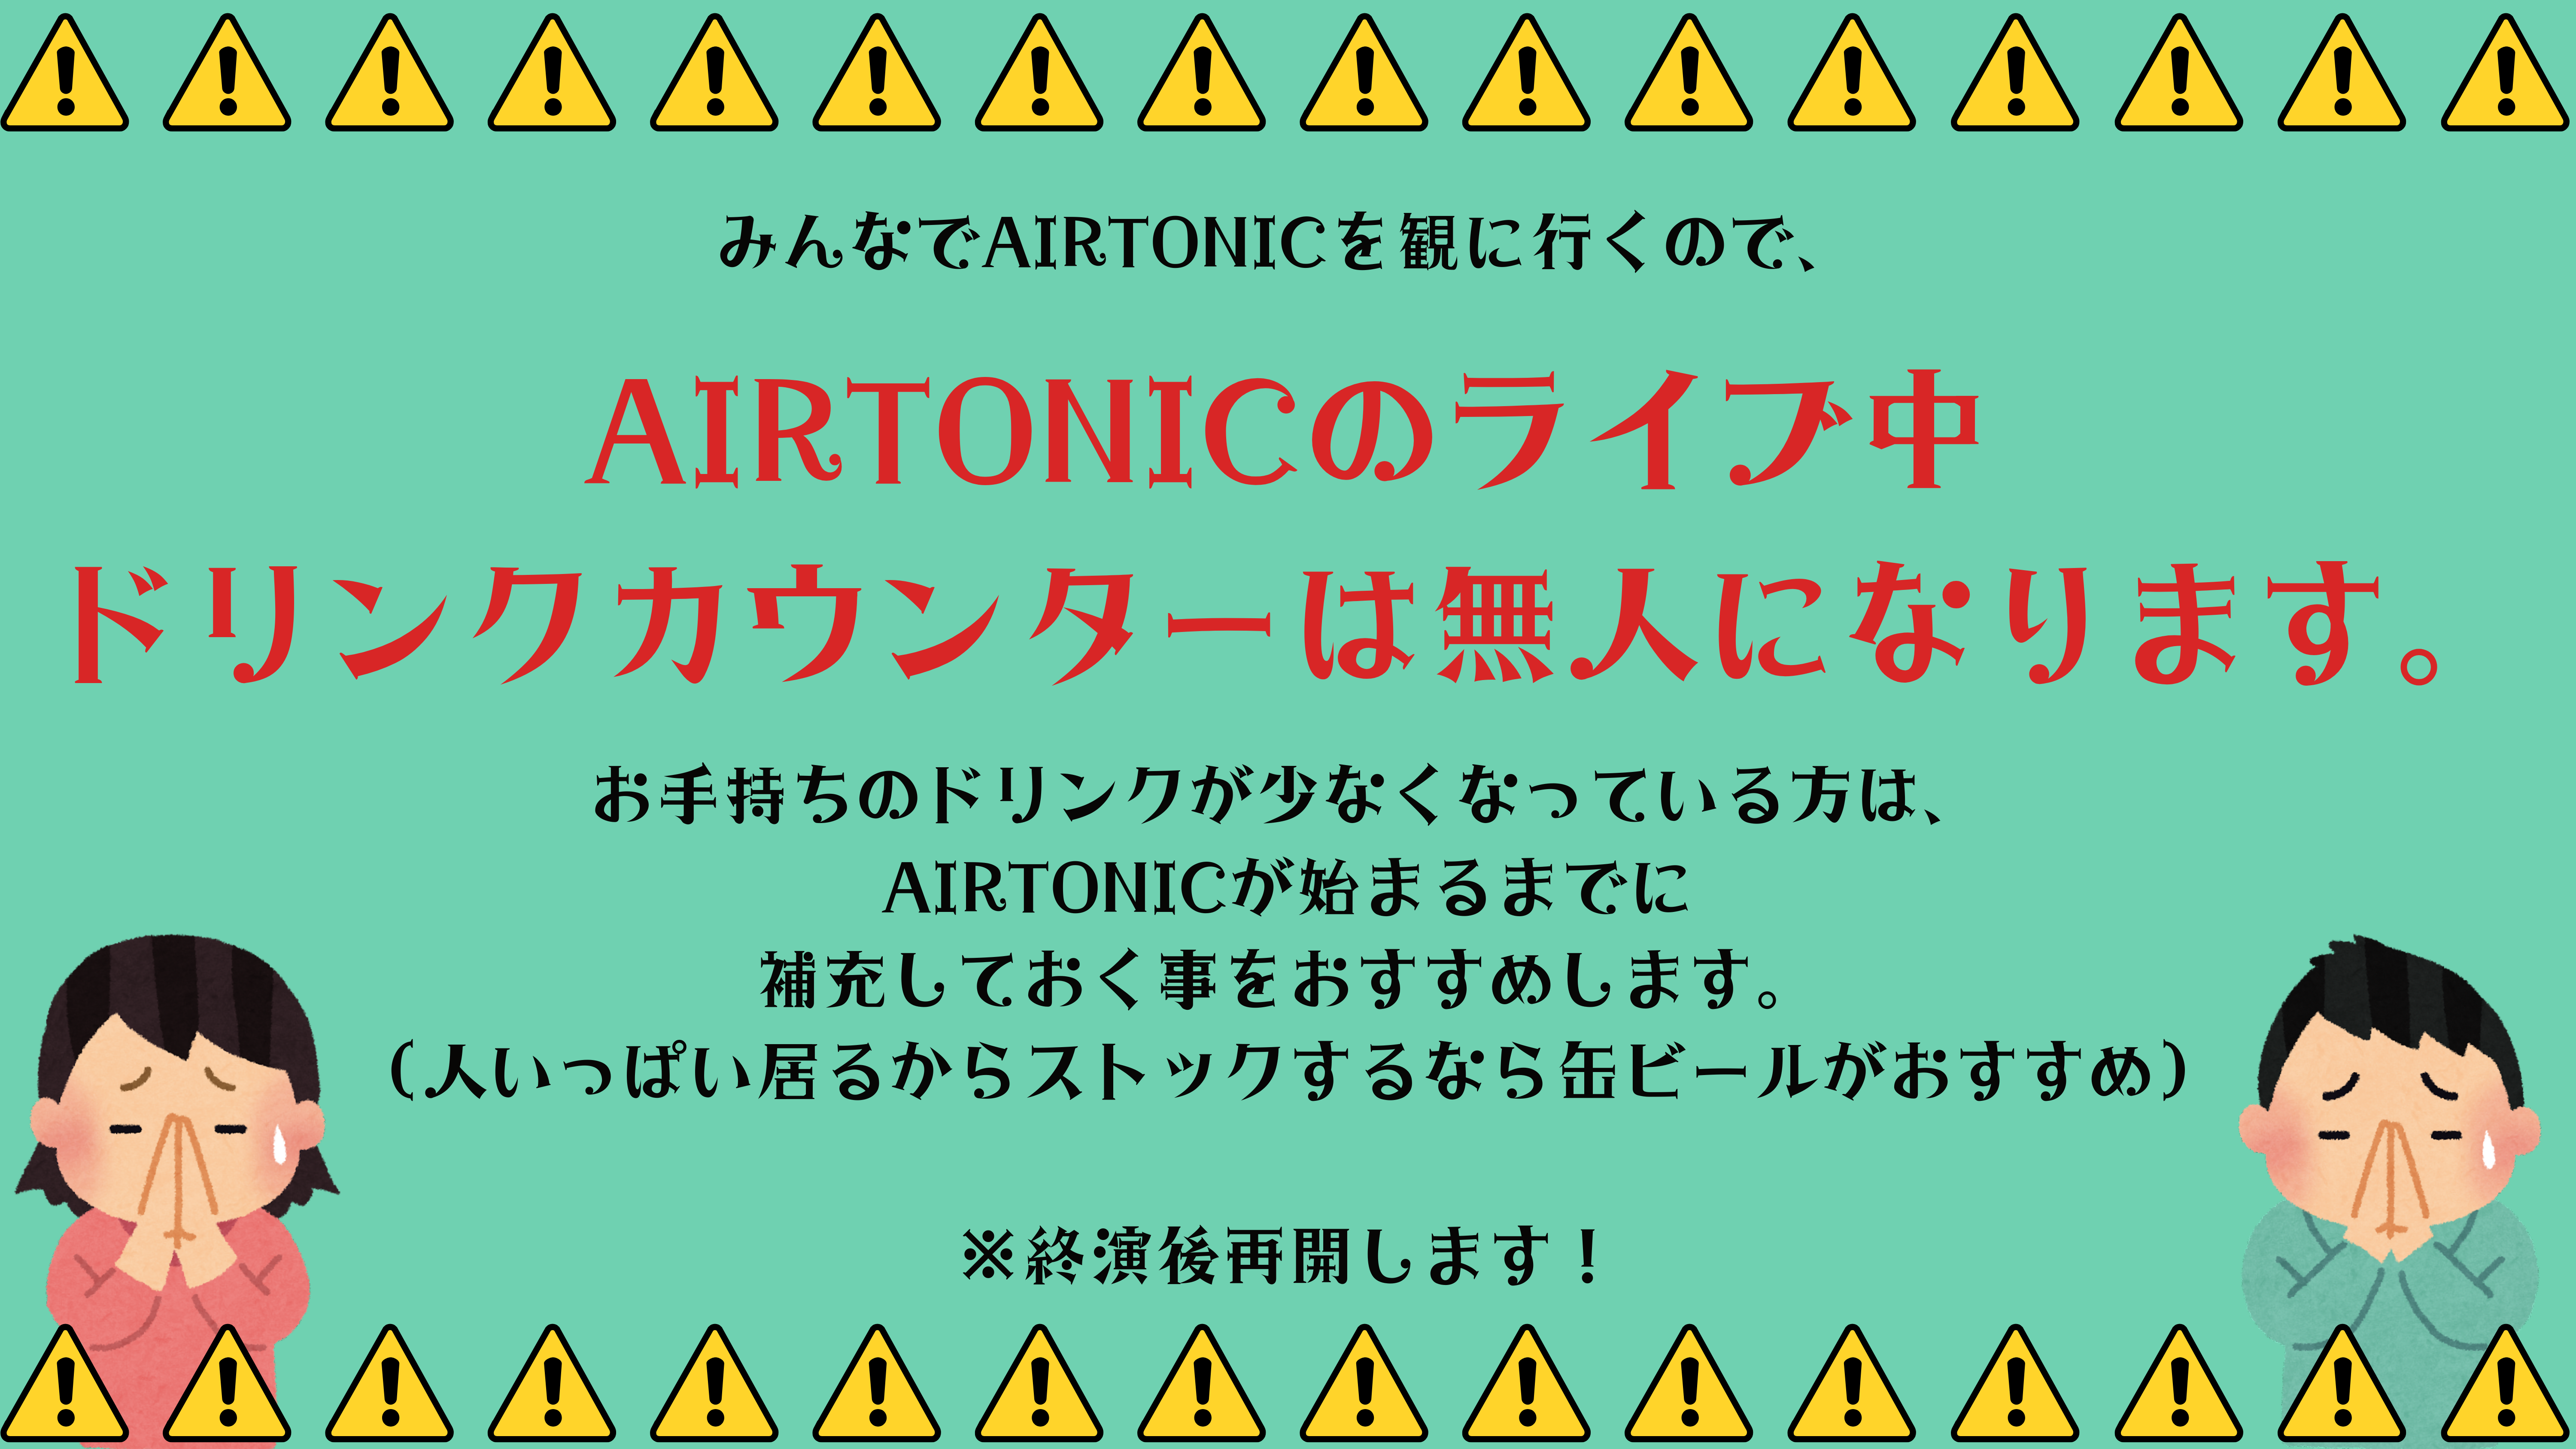 みんなでAIRTONICを観に行くので、
AIRTONICのライブ中
ドリンクカウンターは無人になります。
お手持ちのドリンクが少なくなっている方は、
AIRTONICが始まるまでに
補充しておく事をおすすめします。
（人いっぱい居るからストックするなら缶ビールがおすすめ）
※終演後再開します！